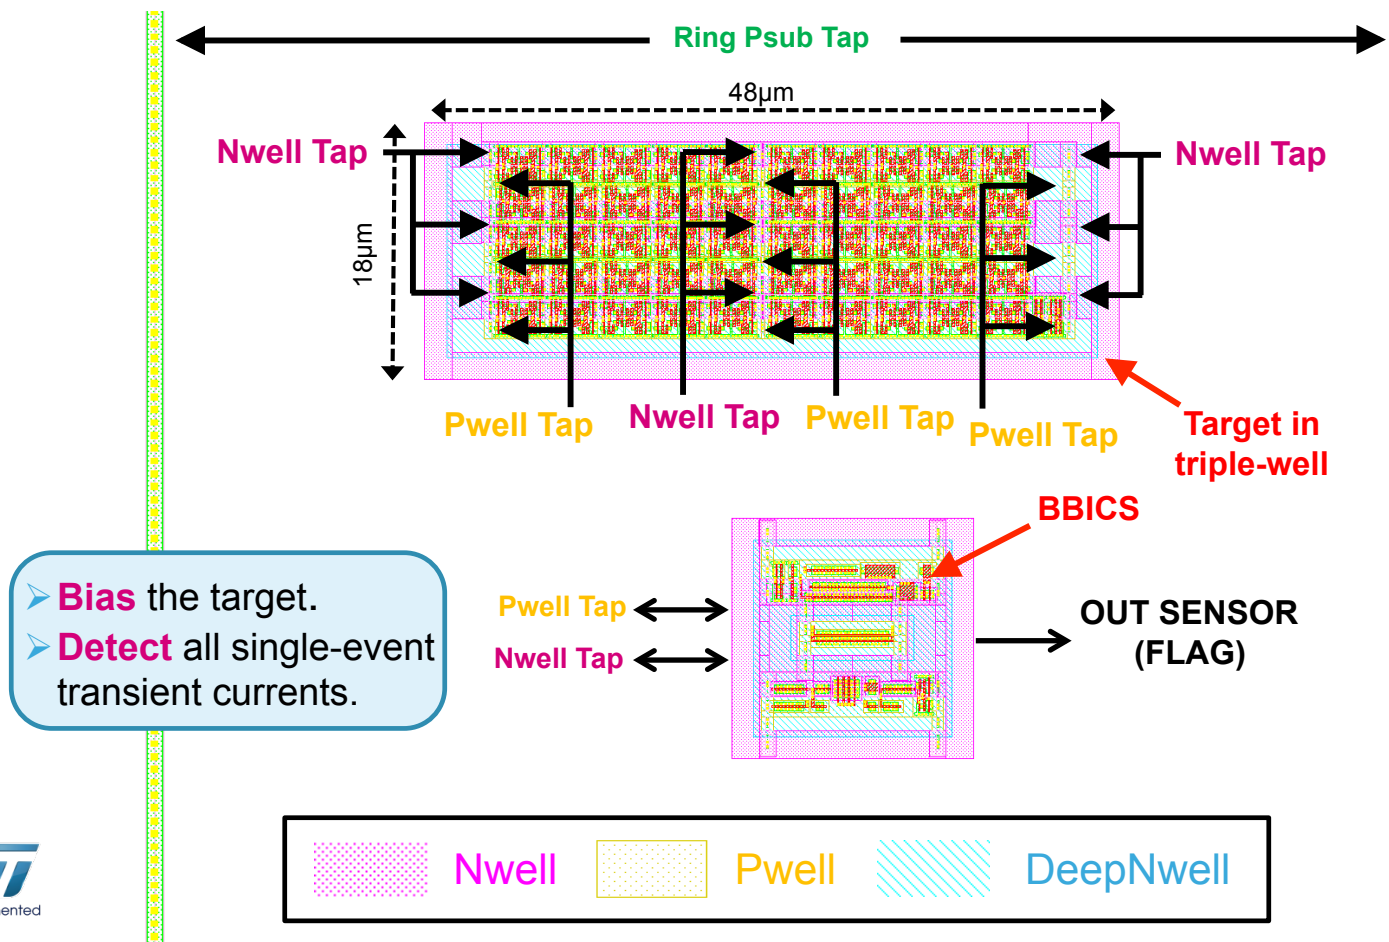 Ring Psub Tap
48µm
Nwell Tap
Nwell Tap
18µm
Pwell Tap
Nwell Tap
Pwell Tap
Pwell Tap
Target in
triple-well
BBICS
Bias the target.
Detect all single-event
transient currents.
Pwell Tap
Nwell Tap
OUT SENSOR
(FLAG)
Nwell
Pwell
DeepNwell